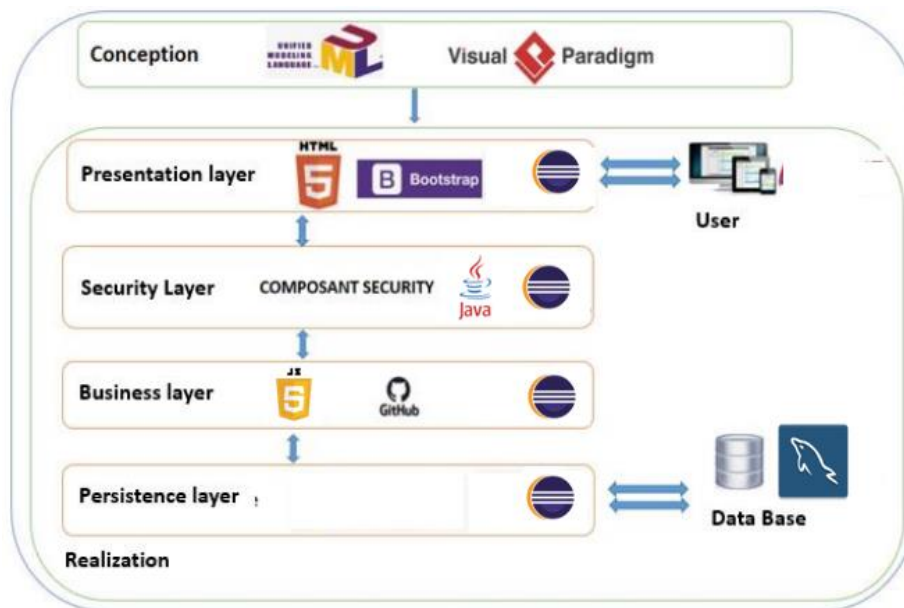 Conception
UNIFIED
MODELING
LANGUAGE
UML
Visual Paradigm
Presentation layer
HTML
5
B Bootstrap
User
Security Layer
COMPOSANT SECURITY
Java
Business layer
JS
5
GitHub
Persistence layer
Data Base
Realization